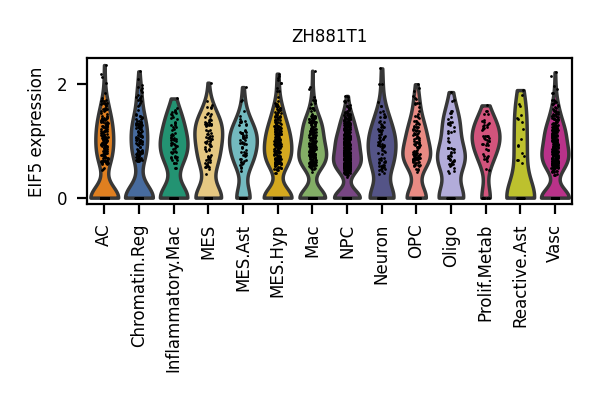 ZH881T1
EIF5 expression
2
0
AC
Chromatin.Reg
Inflammatory.Mac
MES
MES.Ast
MES.Hyp
Mac
NPC
Neuron
OPC
Oligo
Prolif.Metab
Reactive.Ast
Vasc